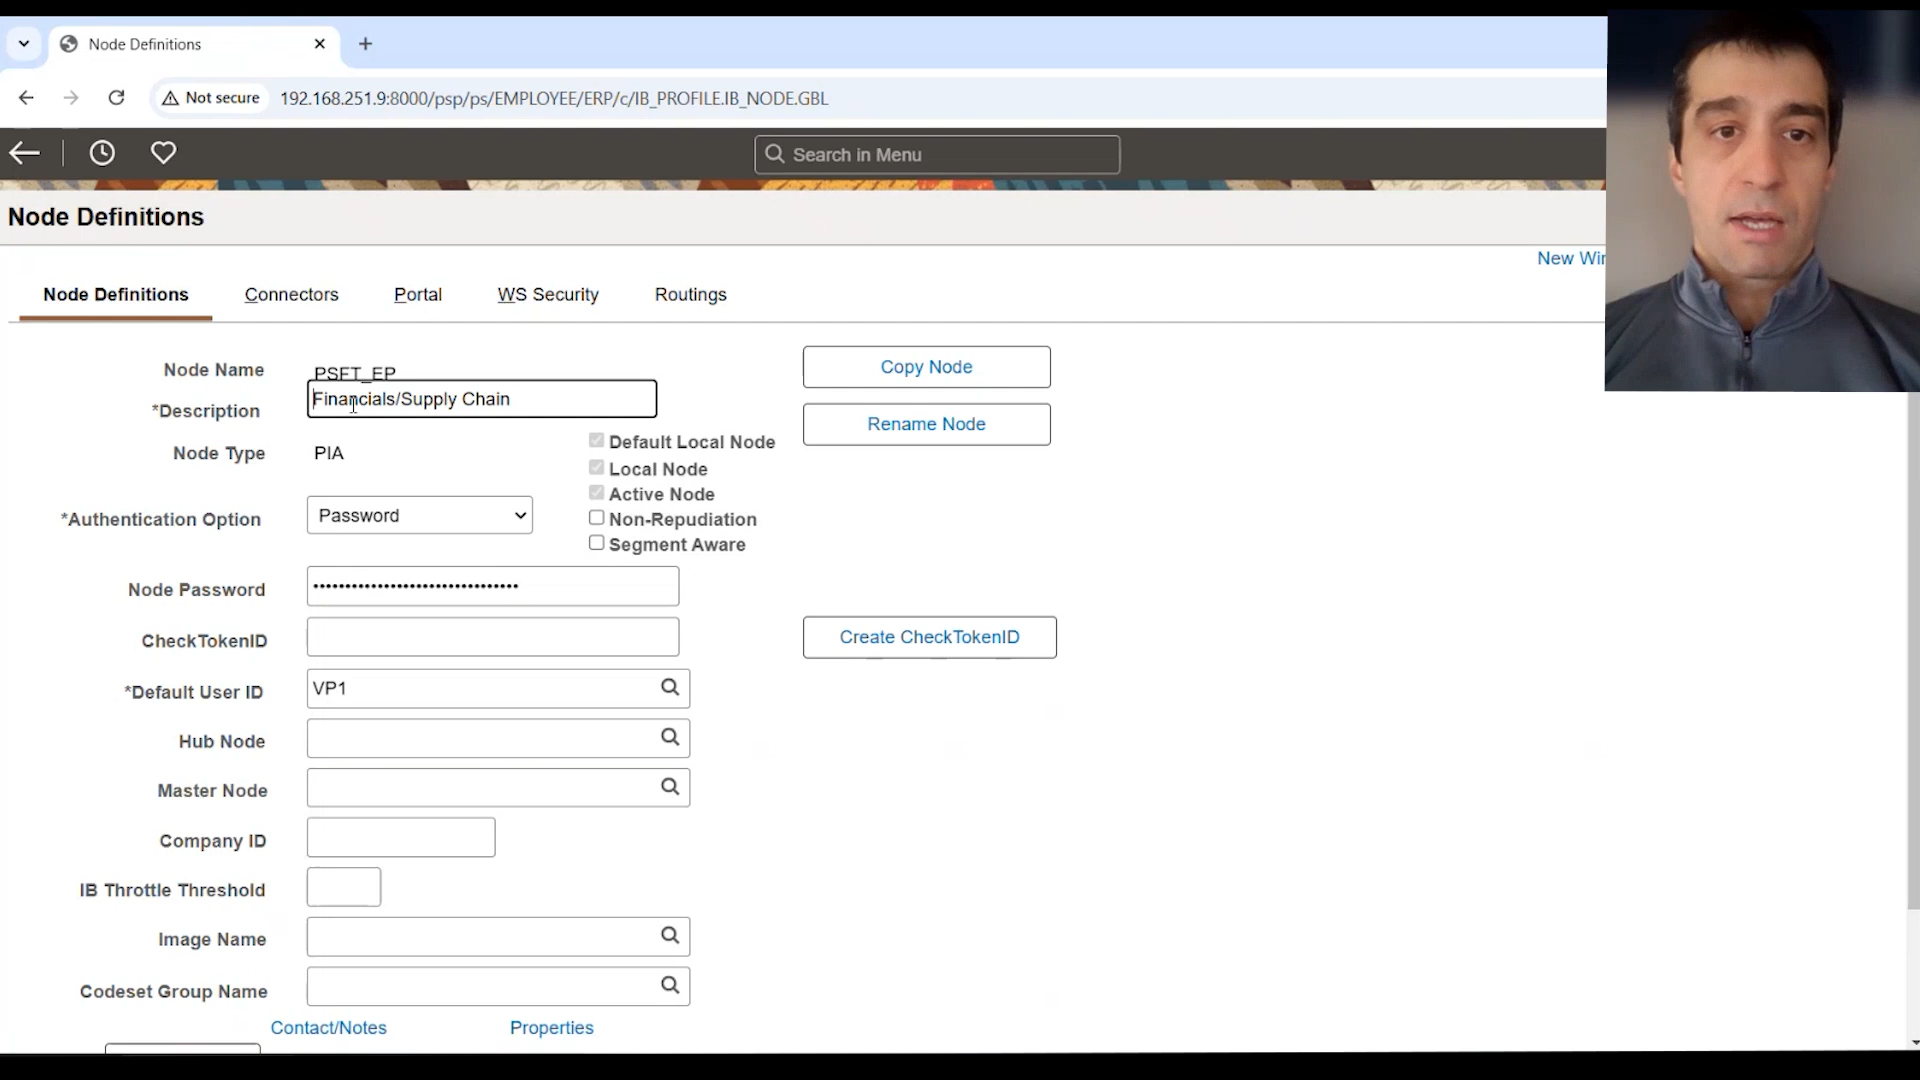 Node Definitions
Not secure 192.168.251.9:8000/psp/ps/EMPLOYEE/ERP/c/IB_PROFILE.IB_NODE.GBL
Search in Menu
Node Definitions
New Wir
Node Definitions Connectors Portal WS Security Routings
Node Name PSFT_EP Copy Node
*Description Financials/Supply Chain Rename Node
Node Type PIA
Default Local Node
Local Node
Active Node
*Authentication Option Password
Non-Repudiation
Segment Aware
Node Password ••••••••••••••••••••••••••••••••
CheckTokenID Create CheckTokenID
*Default User ID VP1
Hub Node
Master Node
Company ID
IB Throttle Threshold
Image Name
Codeset Group Name
Contact/Notes Properties